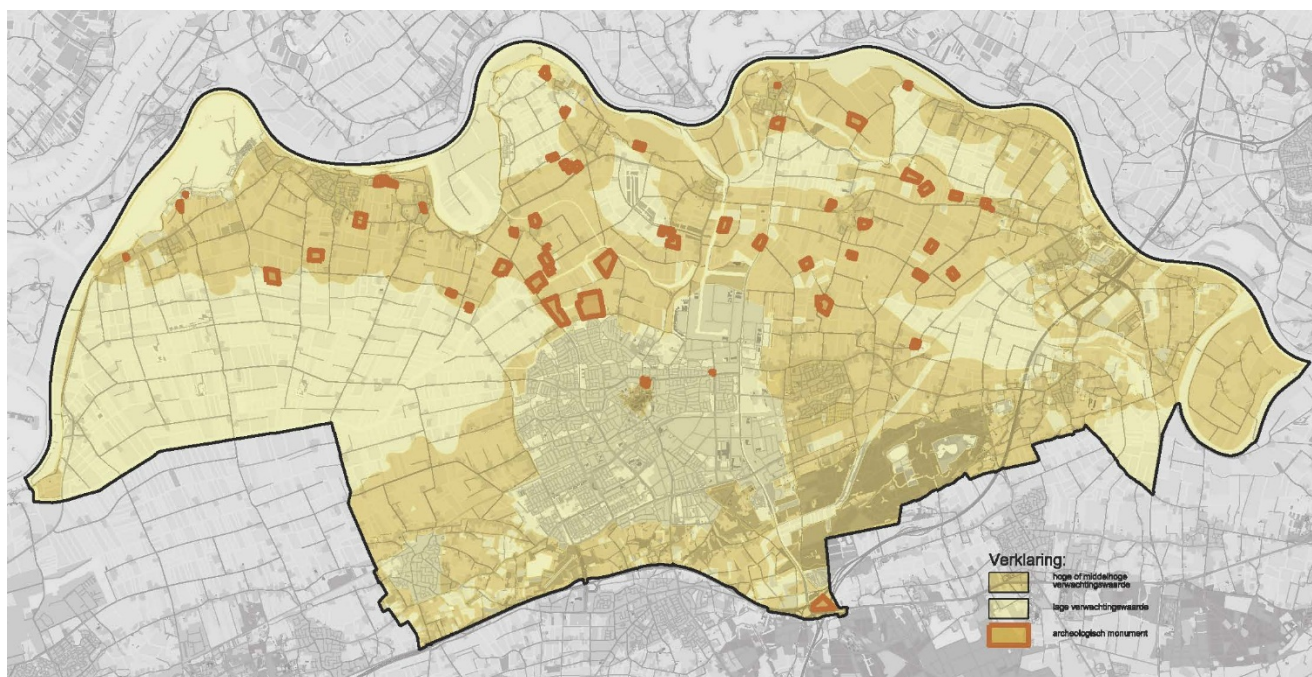 Verklaring:
hoge of middelhoge
verwachtingswaarde
lage verwachtingswaarde
archeologisch monument